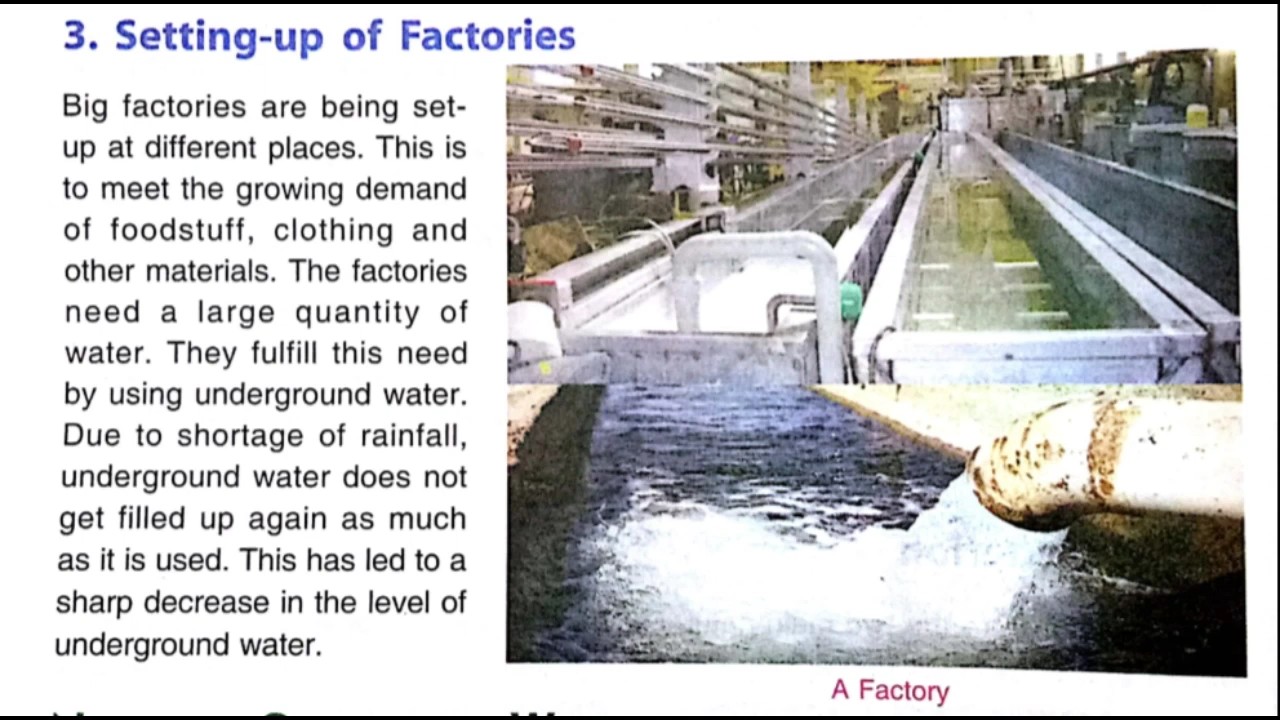 3. Setting-up of Factories
Big factories are being set-
up at different places. This is
to meet the growing demand
of foodstuff, clothing and
other materials. The factories
need a large quantity of
water. They fulfill this need
by using underground water.
Due to shortage of rainfall,
underground water does not
get filled up again as much
as it is used. This has led to a
sharp decrease in the level of
underground water.
A Factory